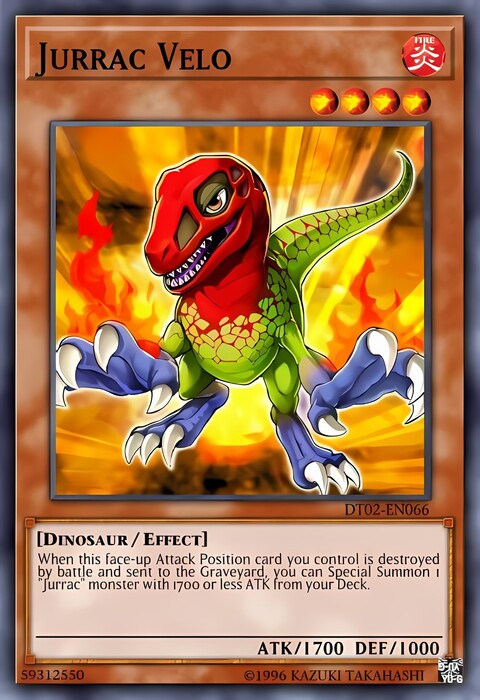 JURRAC VELO
FIRE
炎
DT02-EN066
[DINOSAUR / EFFECT]
When this face-up Attack Position card you control is destroyed
by battle and sent to the Graveyard, you can Special Summon 1
"Jurrac" monster with 1700 or less ATK from your Deck.
ATK/1700 DEF/1000
59312550
©1996 KAZUKI TAKAHASHI